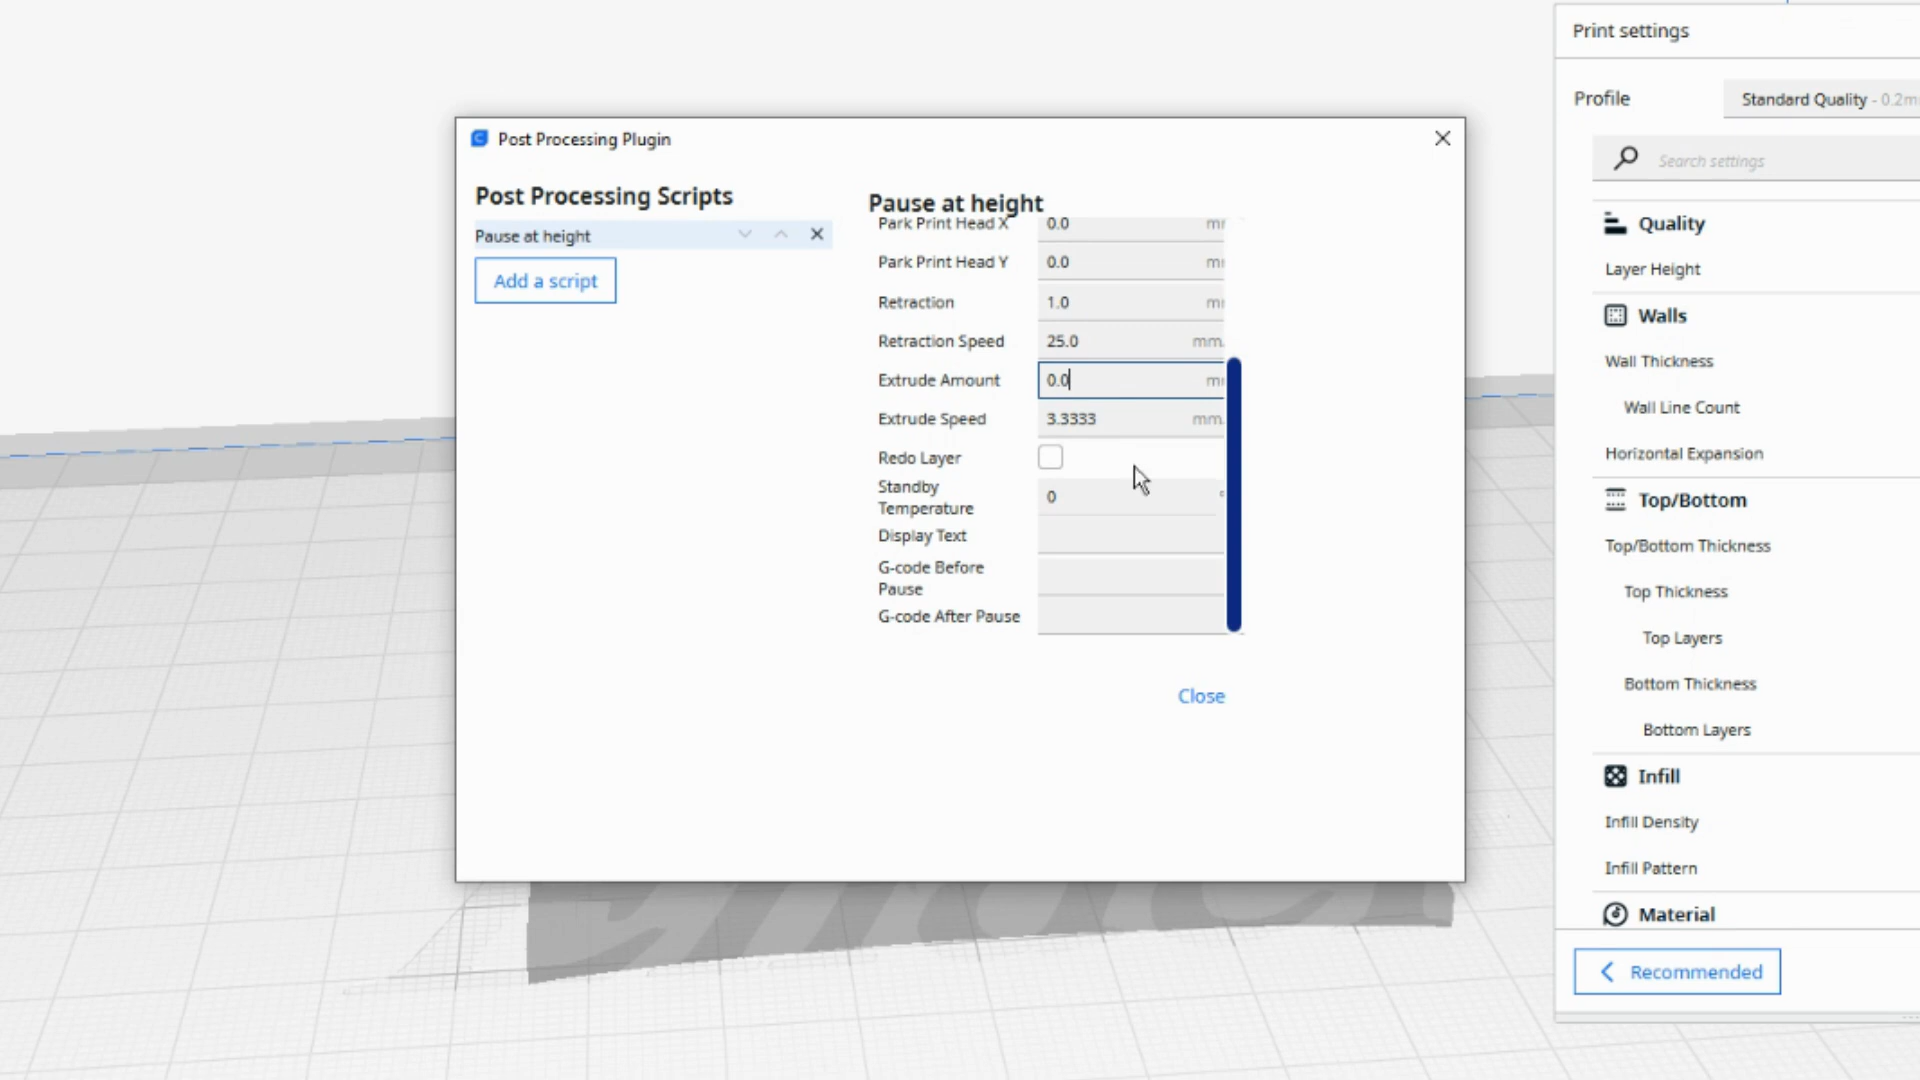 Print settings
Profile
Standard Quality - 0.2m
Search settings
Post Processing Plugin
Post Processing Scripts
Pause at height
Add a script
Pause at height
Park Print Head X 0.0 m
Park Print Head Y 0.0 m
Retraction 1.0 m
Retraction Speed 25.0 mm
Extrude Amount 0.0 m
Extrude Speed 3.3333 mm
Redo Layer
Standby
Temperature 0 °
Display Text
G-code Before
Pause
G-code After Pause
Close
Quality
Layer Height
Walls
Wall Thickness
Wall Line Count
Horizontal Expansion
Top/Bottom
Top/Bottom Thickness
Top Thickness
Top Layers
Bottom Thickness
Bottom Layers
Infill
Infill Density
Infill Pattern
Material
Recommended